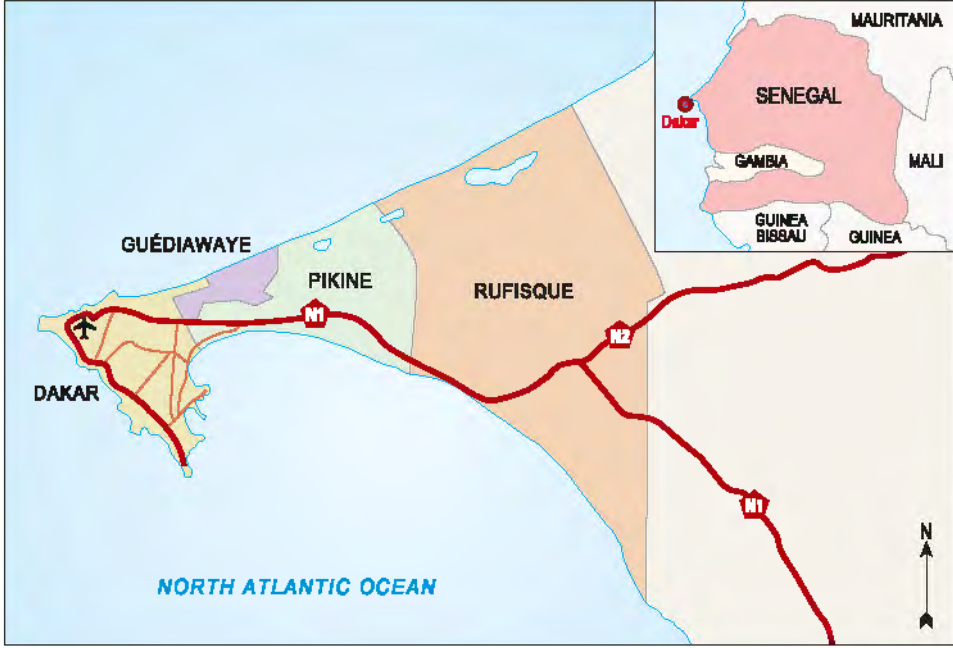 MAURITANIA
SENEGAL
Dakar
GAMBIA
MALI
GUINEA
BISSAU
GUINEA
GUÉDIAWAYE
PIKINE
RUFISQUE
N1
N2
DAKAR
N1
N
NORTH ATLANTIC OCEAN